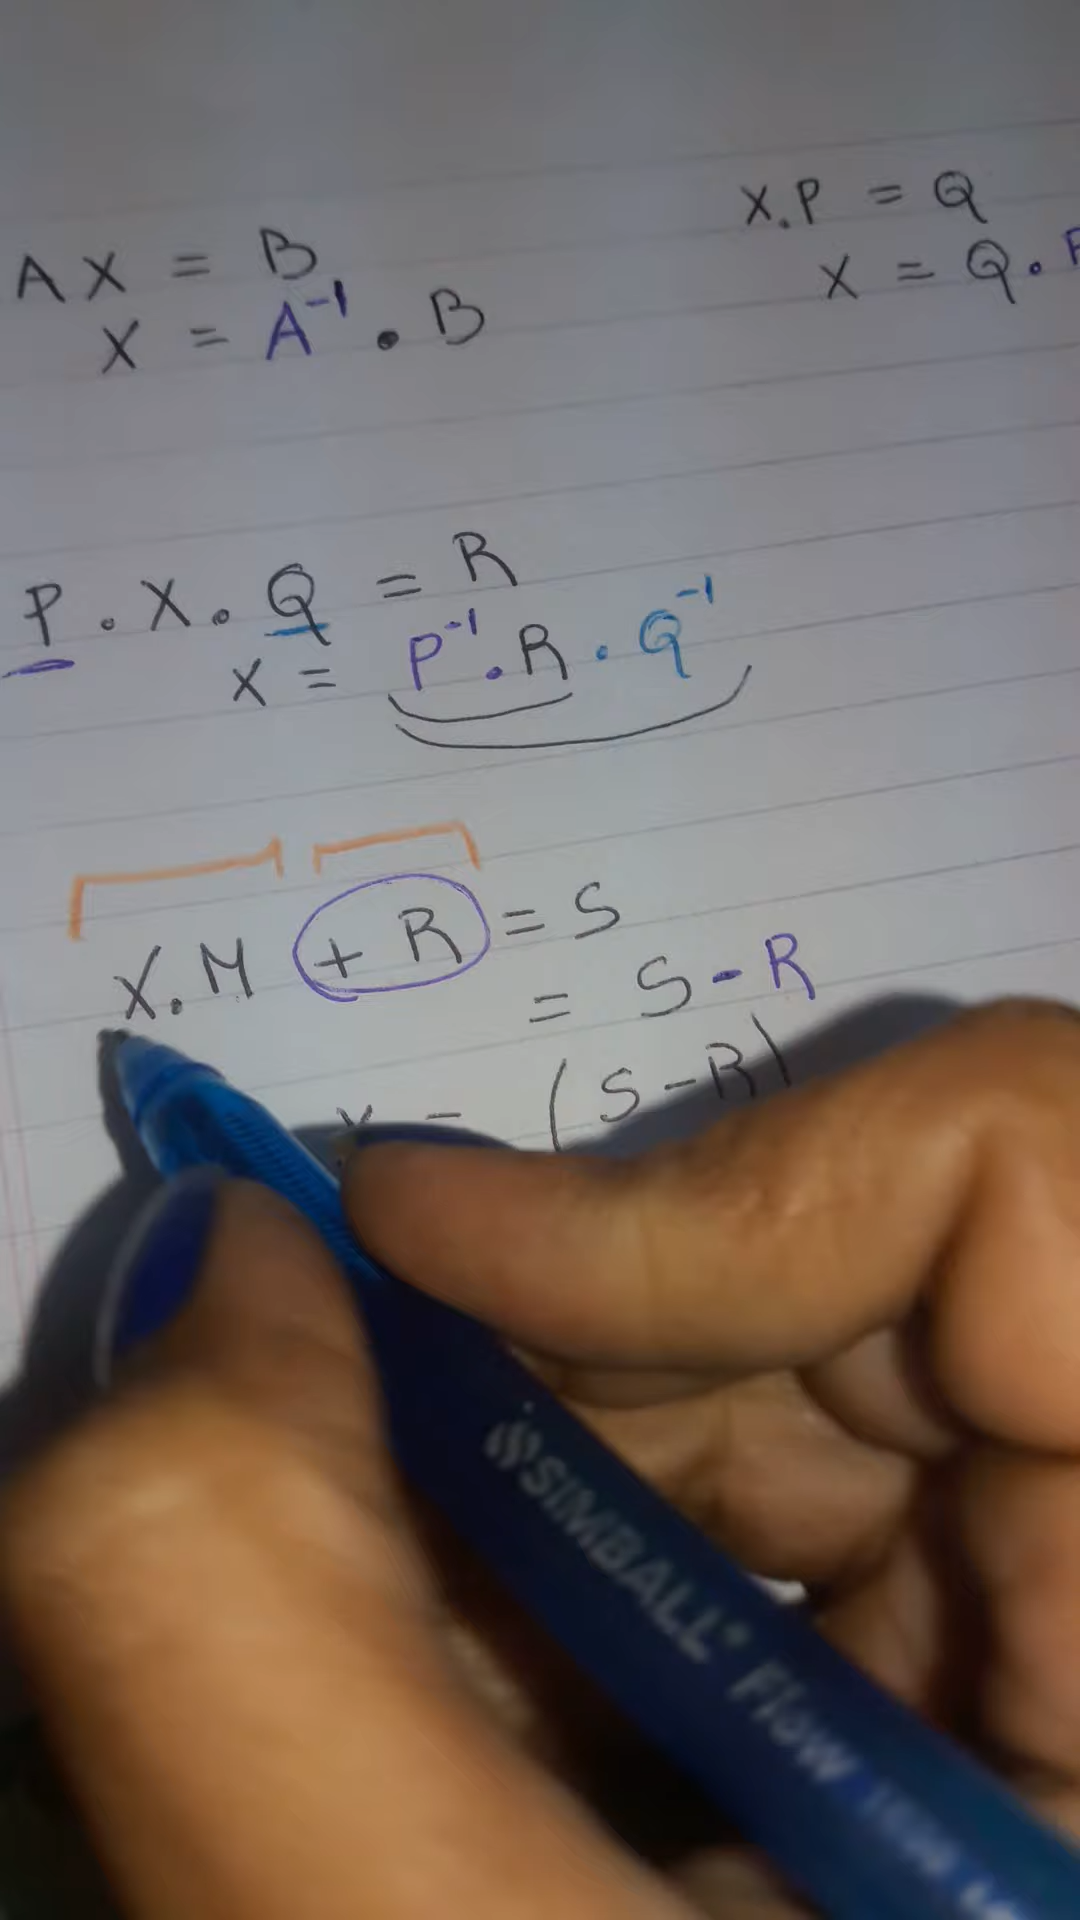 AX = B
X = A⁻¹ . B
X.P = Q
X = Q .
P . X . Q = R
X = P⁻¹ . R . Q⁻¹
X.M + R = S
= S - R
X = (S - R)
SIMBALL Flow